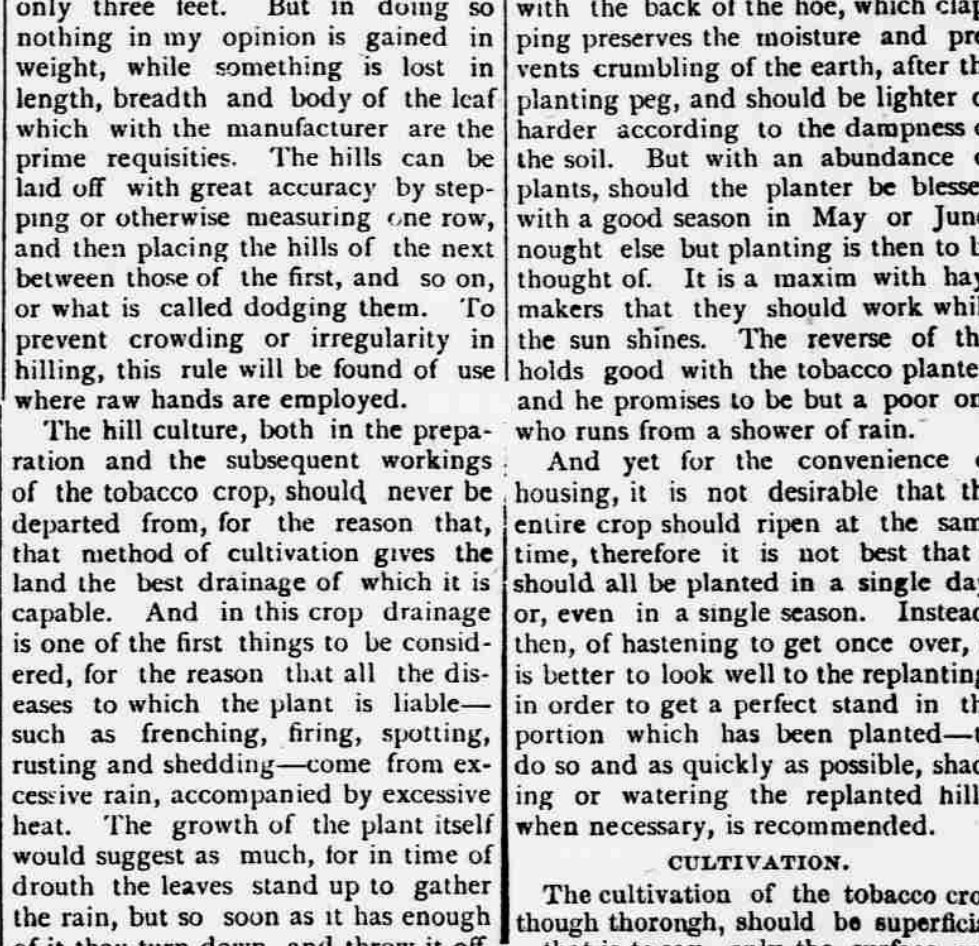 only three feet. But in doing so
nothing in my opinion is gained in
weight, while something is lost in
length, breadth and body of the leaf
which with the manufacturer are the
prime requisities. The hills can be
laid off with great accuracy by step-
ping or otherwise measuring one row,
and then placing the hills of the next
between those of the first, and so on,
or what is called dodging them. To
prevent crowding or irregularity in
hilling, this rule will be found of use
where raw hands are employed.
The hill culture, both in the prepa-
ration and the subsequent workings
of the tobacco crop, should never be
departed from, for the reason that,
that method of cultivation gives the
land the best drainage of which it is
capable. And in this crop drainage
is one of the first things to be consid-
ered, for the reason that all the dis-
eases to which the plant is liable—
such as frenching, firing, spotting,
rusting and shedding—come from ex-
cessive rain, accompanied by excessive
heat. The growth of the plant itself
would suggest as much, for in time of
drouth the leaves stand up to gather
the rain, but so soon as it has enough
of it they turn down and throw it off
with the back of the hoe, which clap
ping preserves the moisture and pre
vents crumbling of the earth, after th
planting peg, and should be lighter o
harder according to the dampness o
the soil. But with an abundance o
plants, should the planter be blesse
with a good season in May or June
nought else but planting is then to b
thought of. It is a maxim with hay
makers that they should work whil
the sun shines. The reverse of th
holds good with the tobacco plante
and he promises to be but a poor on
who runs from a shower of rain.
And yet for the convenience o
housing, it is not desirable that th
entire crop should ripen at the sam
time, therefore it is not best that
should all be planted in a single da
or, even in a single season. Instead
then, of hastening to get once over,
is better to look well to the replanting
in order to get a perfect stand in th
portion which has been planted—t
do so and as quickly as possible, shad
ing or watering the replanted hill
when necessary, is recommended.
CULTIVATION.
The cultivation of the tobacco cro
though thorongh, should be superfici